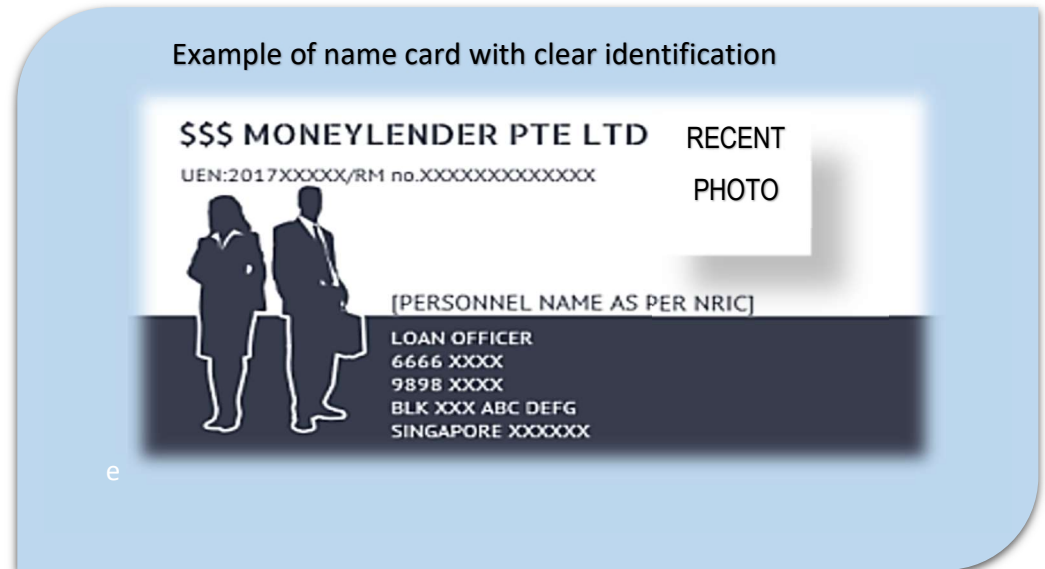 Example of name card with clear identification
$$$ MONEYLENDER PTE LTD
RECENT
PHOTO
UEN:2017XXXXX/RM no.XXXXXXXXXXXXX
[PERSONNEL NAME AS PER NRIC]
LOAN OFFICER
6666 XXXX
9898 XXXX
BLK XXX ABC DEFG
SINGAPORE XXXXXX
e